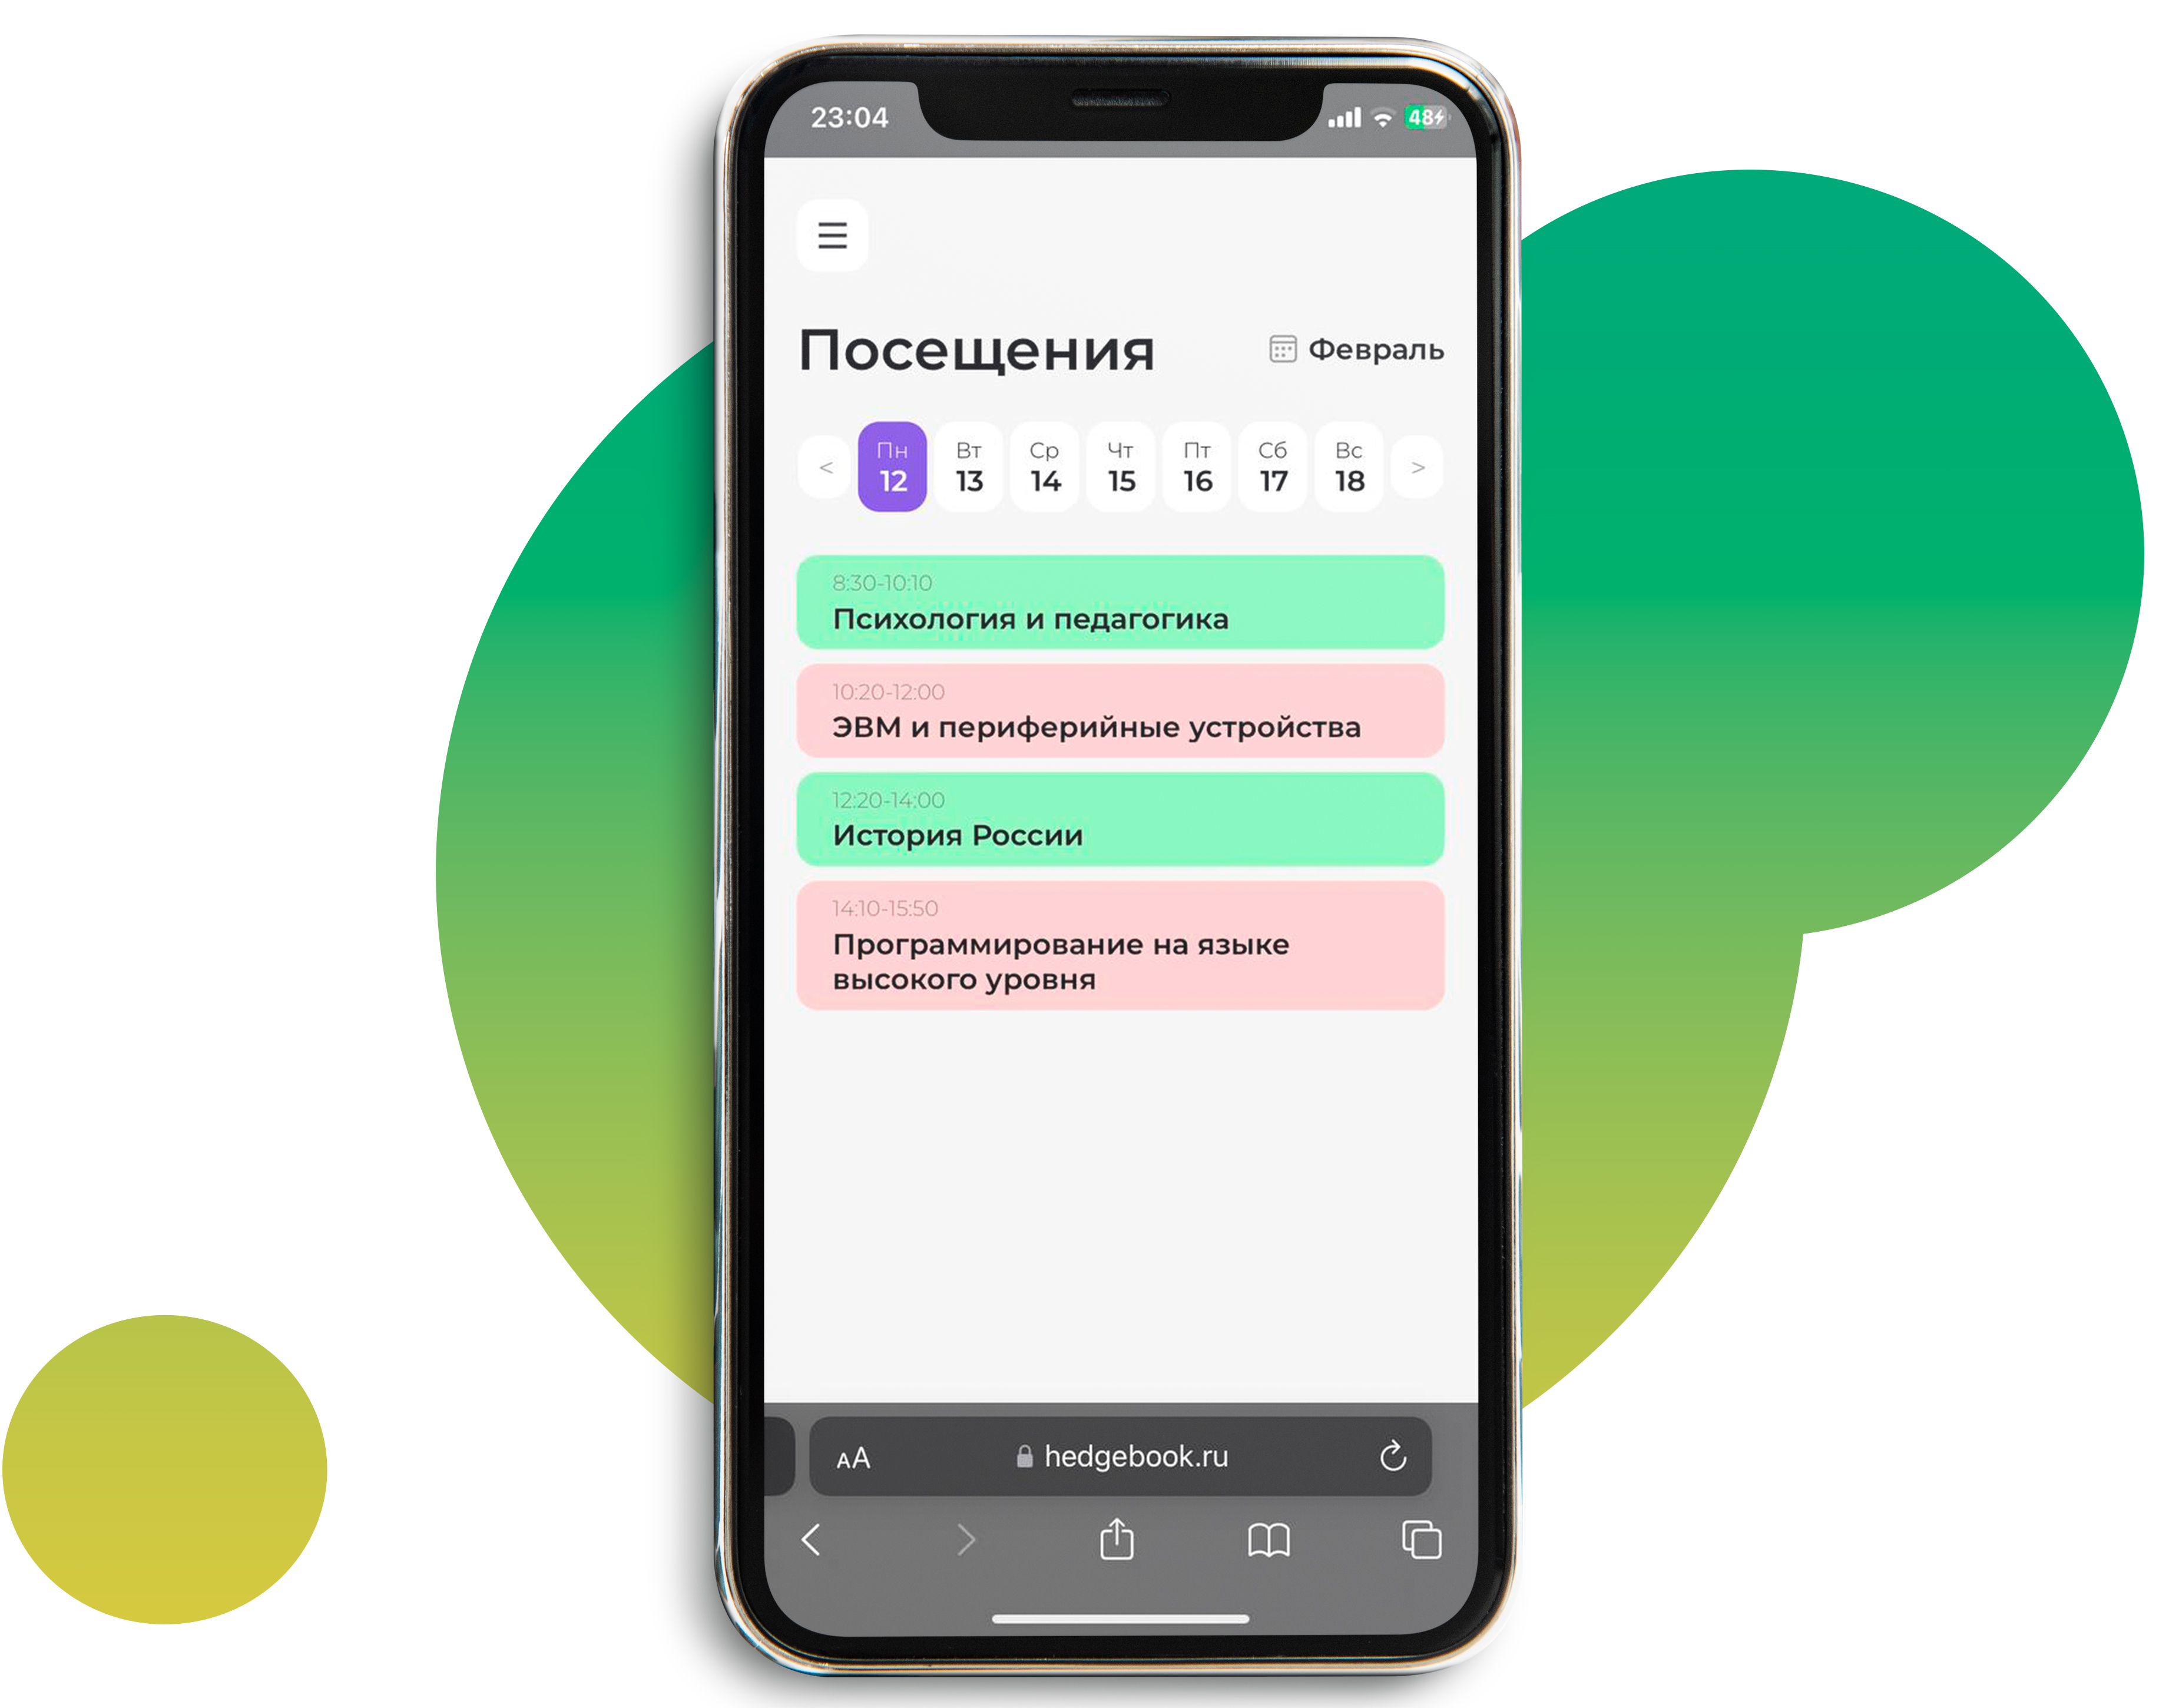 23:04
48
Посещения
Февраль
< Пн Вт Ср Чт Пт Сб Вс >
12 13 14 15 16 17 18
8:30-10:10
Психология и педагогика
10:20-12:00
ЭВМ и периферийные устройства
12:20-14:00
История России
14:10-15:50
Программирование на языке
высокого уровня
AA hedgebook.ru